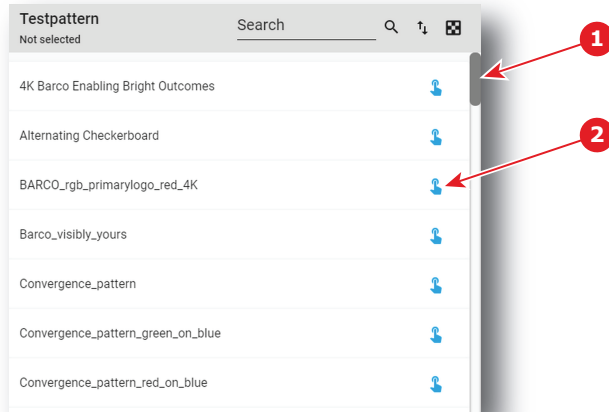 Testpattern
Not selected
Search
1
4K Barco Enabling Bright Outcomes
Alternating Checkerboard
2
BARCO_rgb_primarylogo_red_4K
Barco_visibly_yours
Convergence_pattern
Convergence_pattern_green_on_blue
Convergence_pattern_red_on_blue